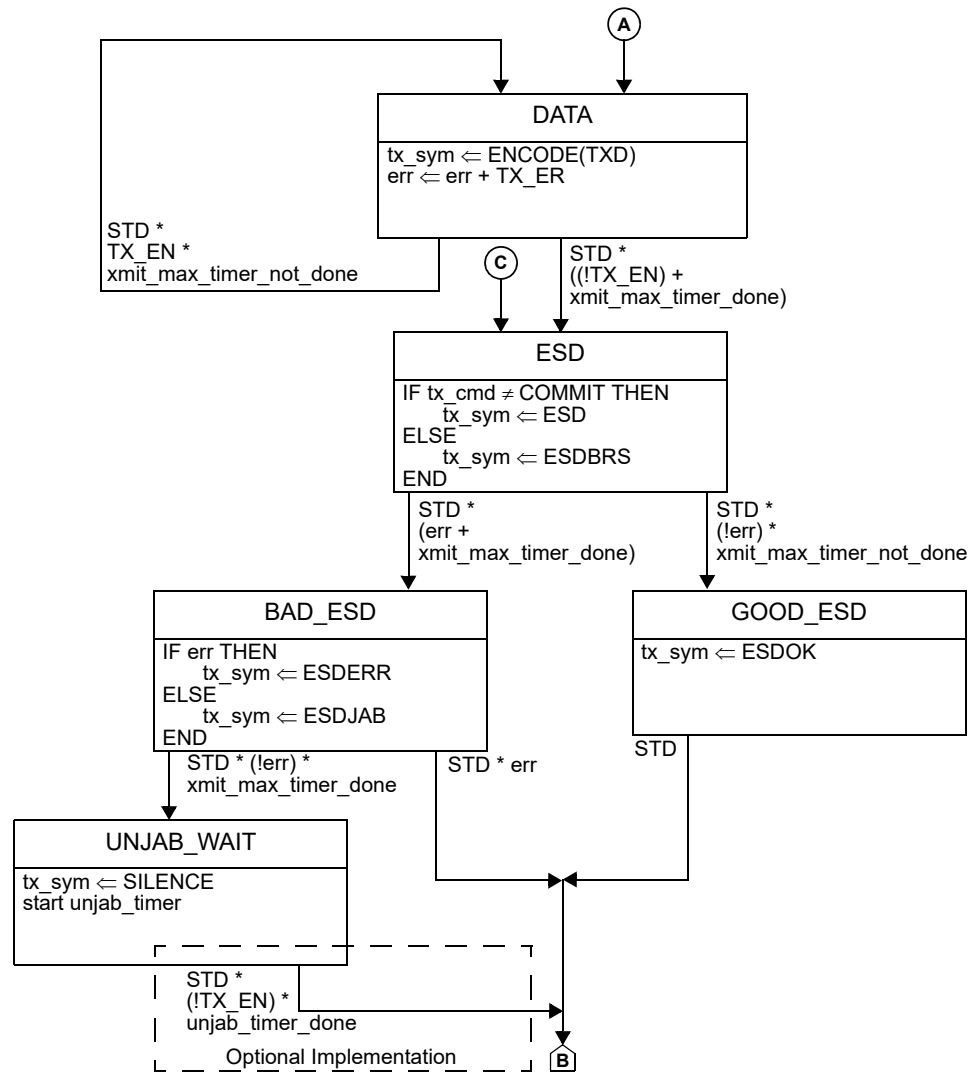 A
DATA
tx_sym ⇐ ENCODE(TXD)
err ⇐ err + TX_ER
STD *
TX_EN *
xmit_max_timer_not_done
C
STD *
((!TX_EN) +
xmit_max_timer_done)
ESD
IF tx_cmd ≠ COMMIT THEN
tx_sym ⇐ ESD
ELSE
tx_sym ⇐ ESDBRS
END
STD *
(err +
xmit_max_timer_done)
STD *
(!err) *
xmit_max_timer_not_done
BAD_ESD
IF err THEN
tx_sym ⇐ ESDERR
ELSE
tx_sym ⇐ ESDJAB
END
GOOD_ESD
tx_sym ⇐ ESDOK
STD * (!err) *
xmit_max_timer_done
STD * err
STD
UNJAB_WAIT
tx_sym ⇐ SILENCE
start unjab_timer
STD *
(!TX_EN) *
unjab_timer_done
Optional Implementation
B